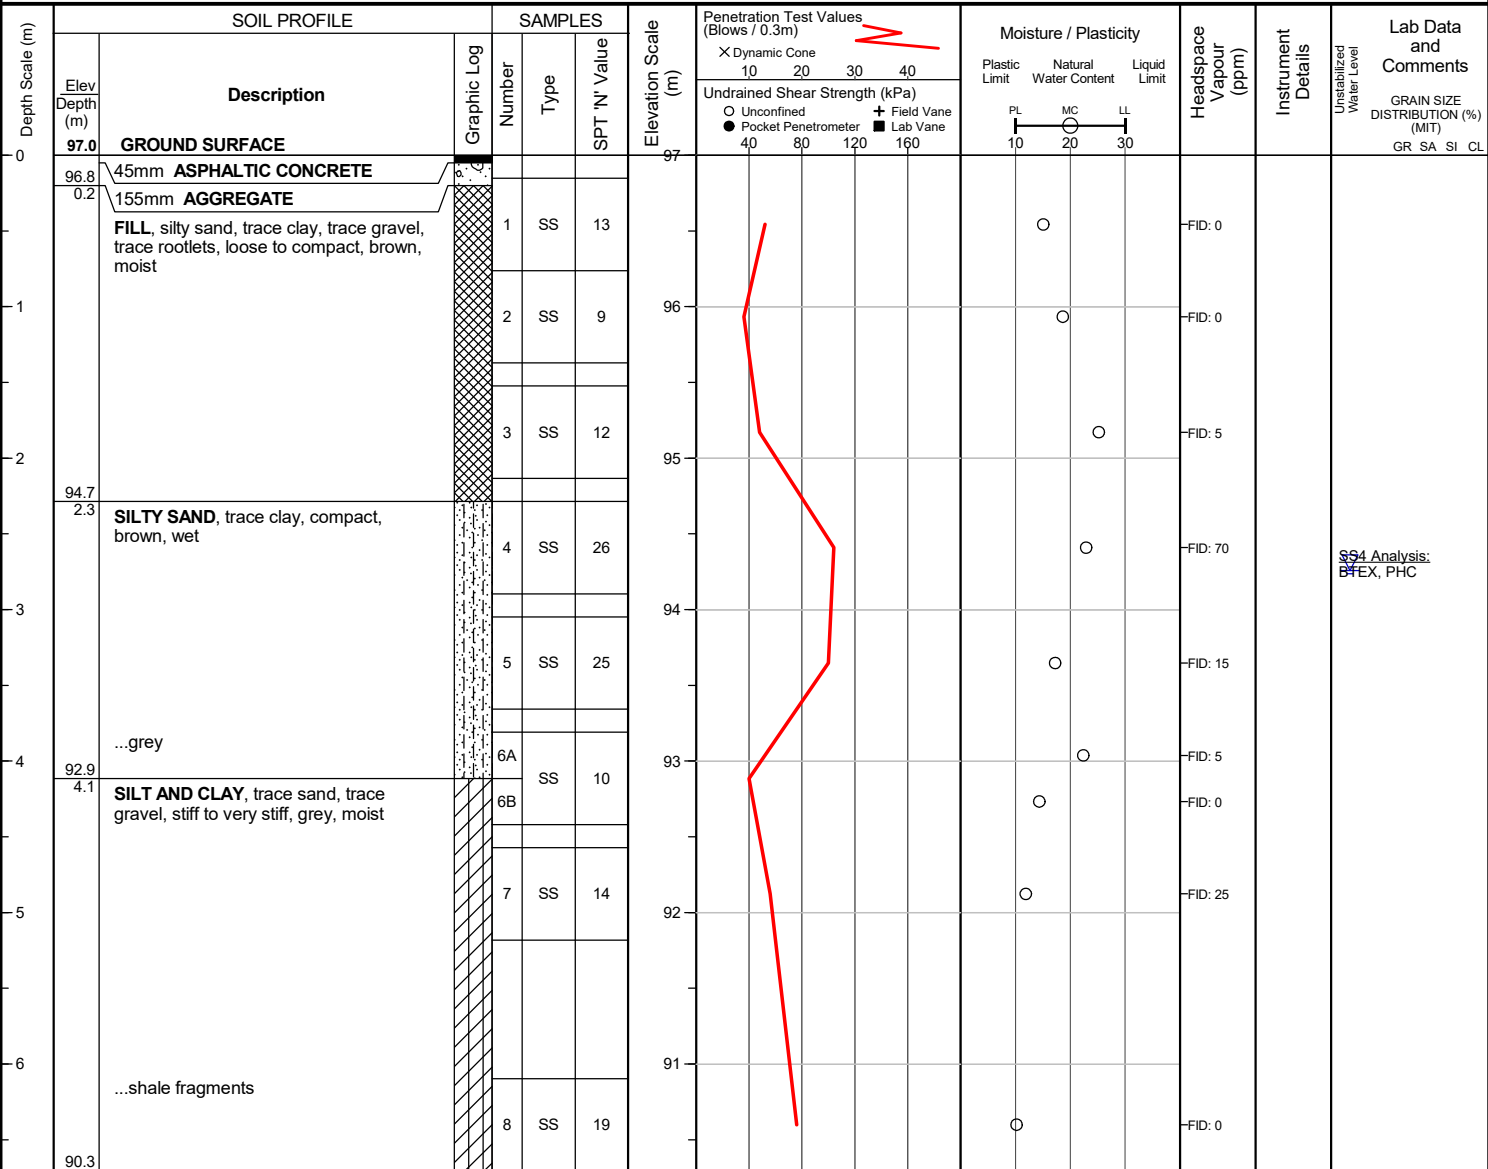 SOIL PROFILE
SAMPLES
Depth Scale (m)
Elev
Depth
(m)
Description
Graphic Log
Number
Type
SPT 'N' Value
Elevation Scale
(m)
Penetration Test Values
(Blows / 0.3m)
Dynamic Cone
10 20 30 40
Undrained Shear Strength (kPa)
Unconfined Field Vane
Pocket Penetrometer Lab Vane
40 80 120 160
Moisture / Plasticity
Plastic Natural Liquid
Limit Water Content Limit
PL MC LL
10 20 30
Headspace
Vapour
(ppm)
Instrument
Details
Unstabilized
Water Level
Lab Data
and
Comments
GRAIN SIZE
DISTRIBUTION (%)
(MIT)
GR SA SI CL
97.0 GROUND SURFACE
0
97
45mm ASPHALTIC CONCRETE
96.8
0.2
155mm AGGREGATE
FILL, silty sand, trace clay, trace gravel,
trace rootlets, loose to compact, brown,
moist
1 SS 13 FID: 0
1
96
2 SS 9 FID: 0
3 SS 12 FID: 5
2
95
94.7
2.3
SILTY SAND, trace clay, compact,
brown, wet
4 SS 26 FID: 70
SS4 Analysis:
BTEX, PHC
3
94
5 SS 25 FID: 15
...grey
6A FID: 5
4
93
92.9
4.1
SS 10
SILT AND CLAY, trace sand, trace
gravel, stiff to very stiff, grey, moist
6B FID: 0
7 SS 14 FID: 25
5
92
6
91
...shale fragments
8 SS 19 FID: 0
90.3